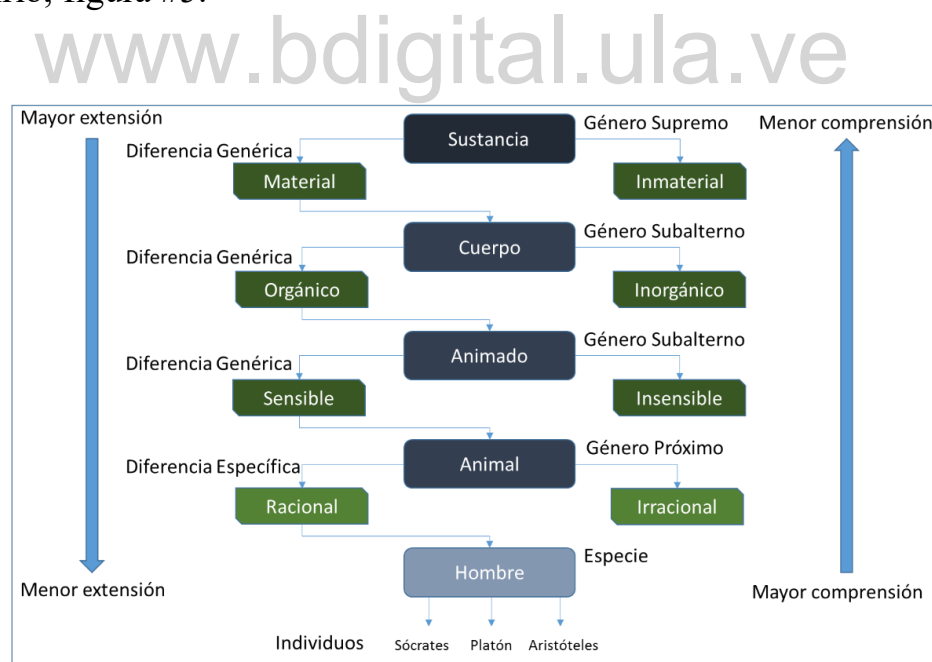 www.bdigital.ula.ve
Mayor extensión
Género Supremo
Menor comprensión
Sustancia
Diferencia Genérica
Material
Inmaterial
Género Subalterno
Cuerpo
Diferencia Genérica
Orgánico
Inorgánico
Género Subalterno
Animado
Diferencia Genérica
Sensible
Insensible
Género Próximo
Animal
Diferencia Específica
Racional
Irracional
Especie
Hombre
Menor extensión
Mayor comprensión
Individuos
Sócrates
Platón
Aristóteles